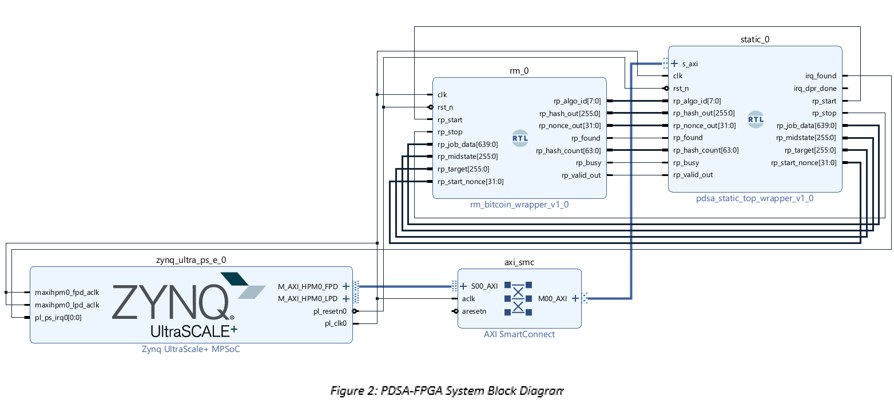 static_0
s_axi
clk
rst_n
rp_algo_id[7:0]
rp_hash_out[255:0]
rp_nonce_out[31:0]
rp_found
rp_hash_count[63:0]
rp_busy
rp_valid_out
irq_found
irq_dpr_done
rp_start
rp_stop
rp_job_data[639:0]
rp_midstate[255:0]
rp_target[255:0]
rp_start_nonce[31:0]
RTL
pdsa_static_top_wrapper_v1_0
rm_0
clk
rst_n
rp_start
rp_stop
rp_job_data[639:0]
rp_midstate[255:0]
rp_target[255:0]
rp_start_nonce[31:0]
rp_algo_id[7:0]
rp_hash_out[255:0]
rp_nonce_out[31:0]
rp_found
rp_hash_count[63:0]
rp_busy
rp_valid_out
RTL
rm_bitcoin_wrapper_v1_0
zynq_ultra_ps_e_0
maxihpm0_fpd_aclk
maxihpm0_lpd_aclk
pl_ps_irq0[0:0]
ZYNQ
UltraSCALE+
M_AXI_HPM0_FPD
M_AXI_HPM0_LPD
pl_resetn0
pl_clk0
Zynq UltraScale+ MPSoC
axi_smc
S00_AXI
aclk
aresetn
M00_AXI
AXI SmartConnect
Figure 2: PDSA-FPGA System Block Diagram